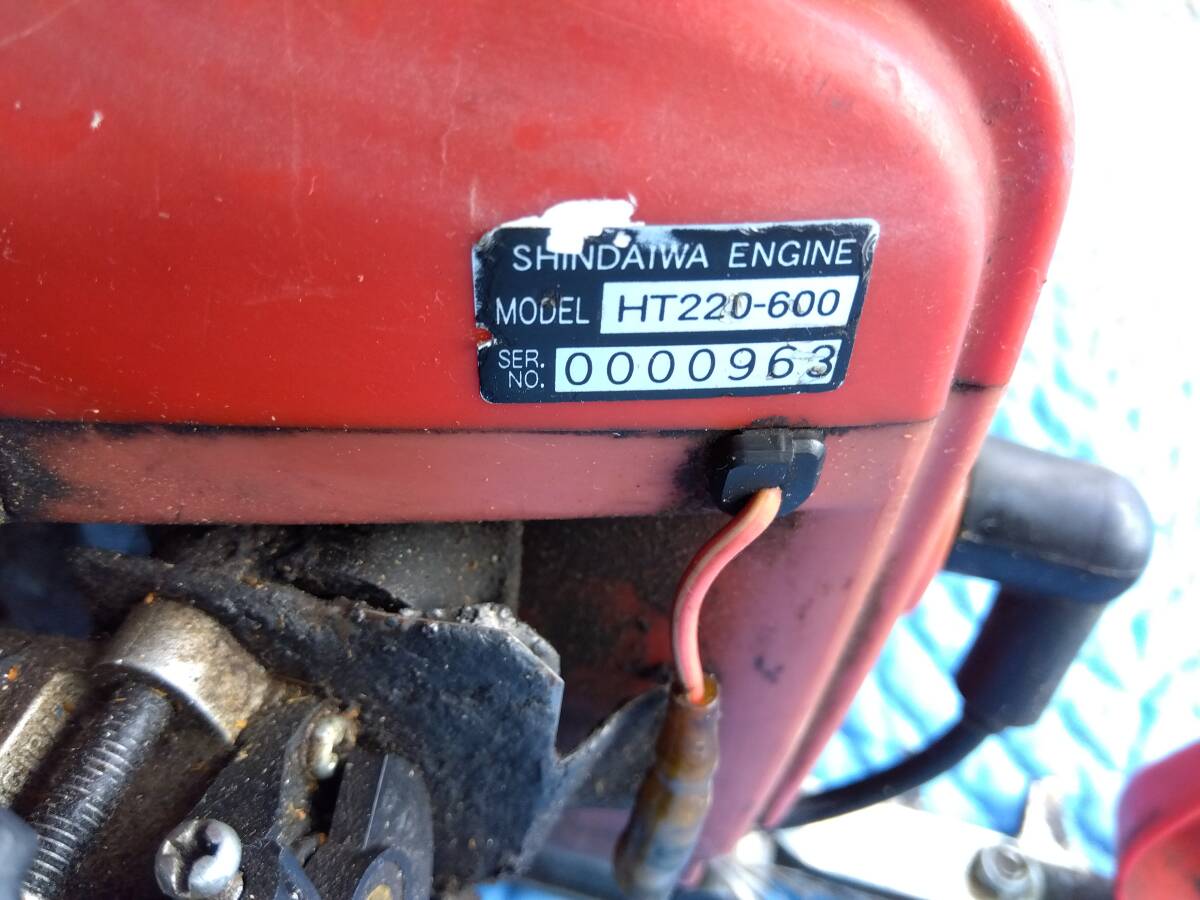 SHINDAIWA ENGINE
MODEL HT220-600
SER. NO. 0000963